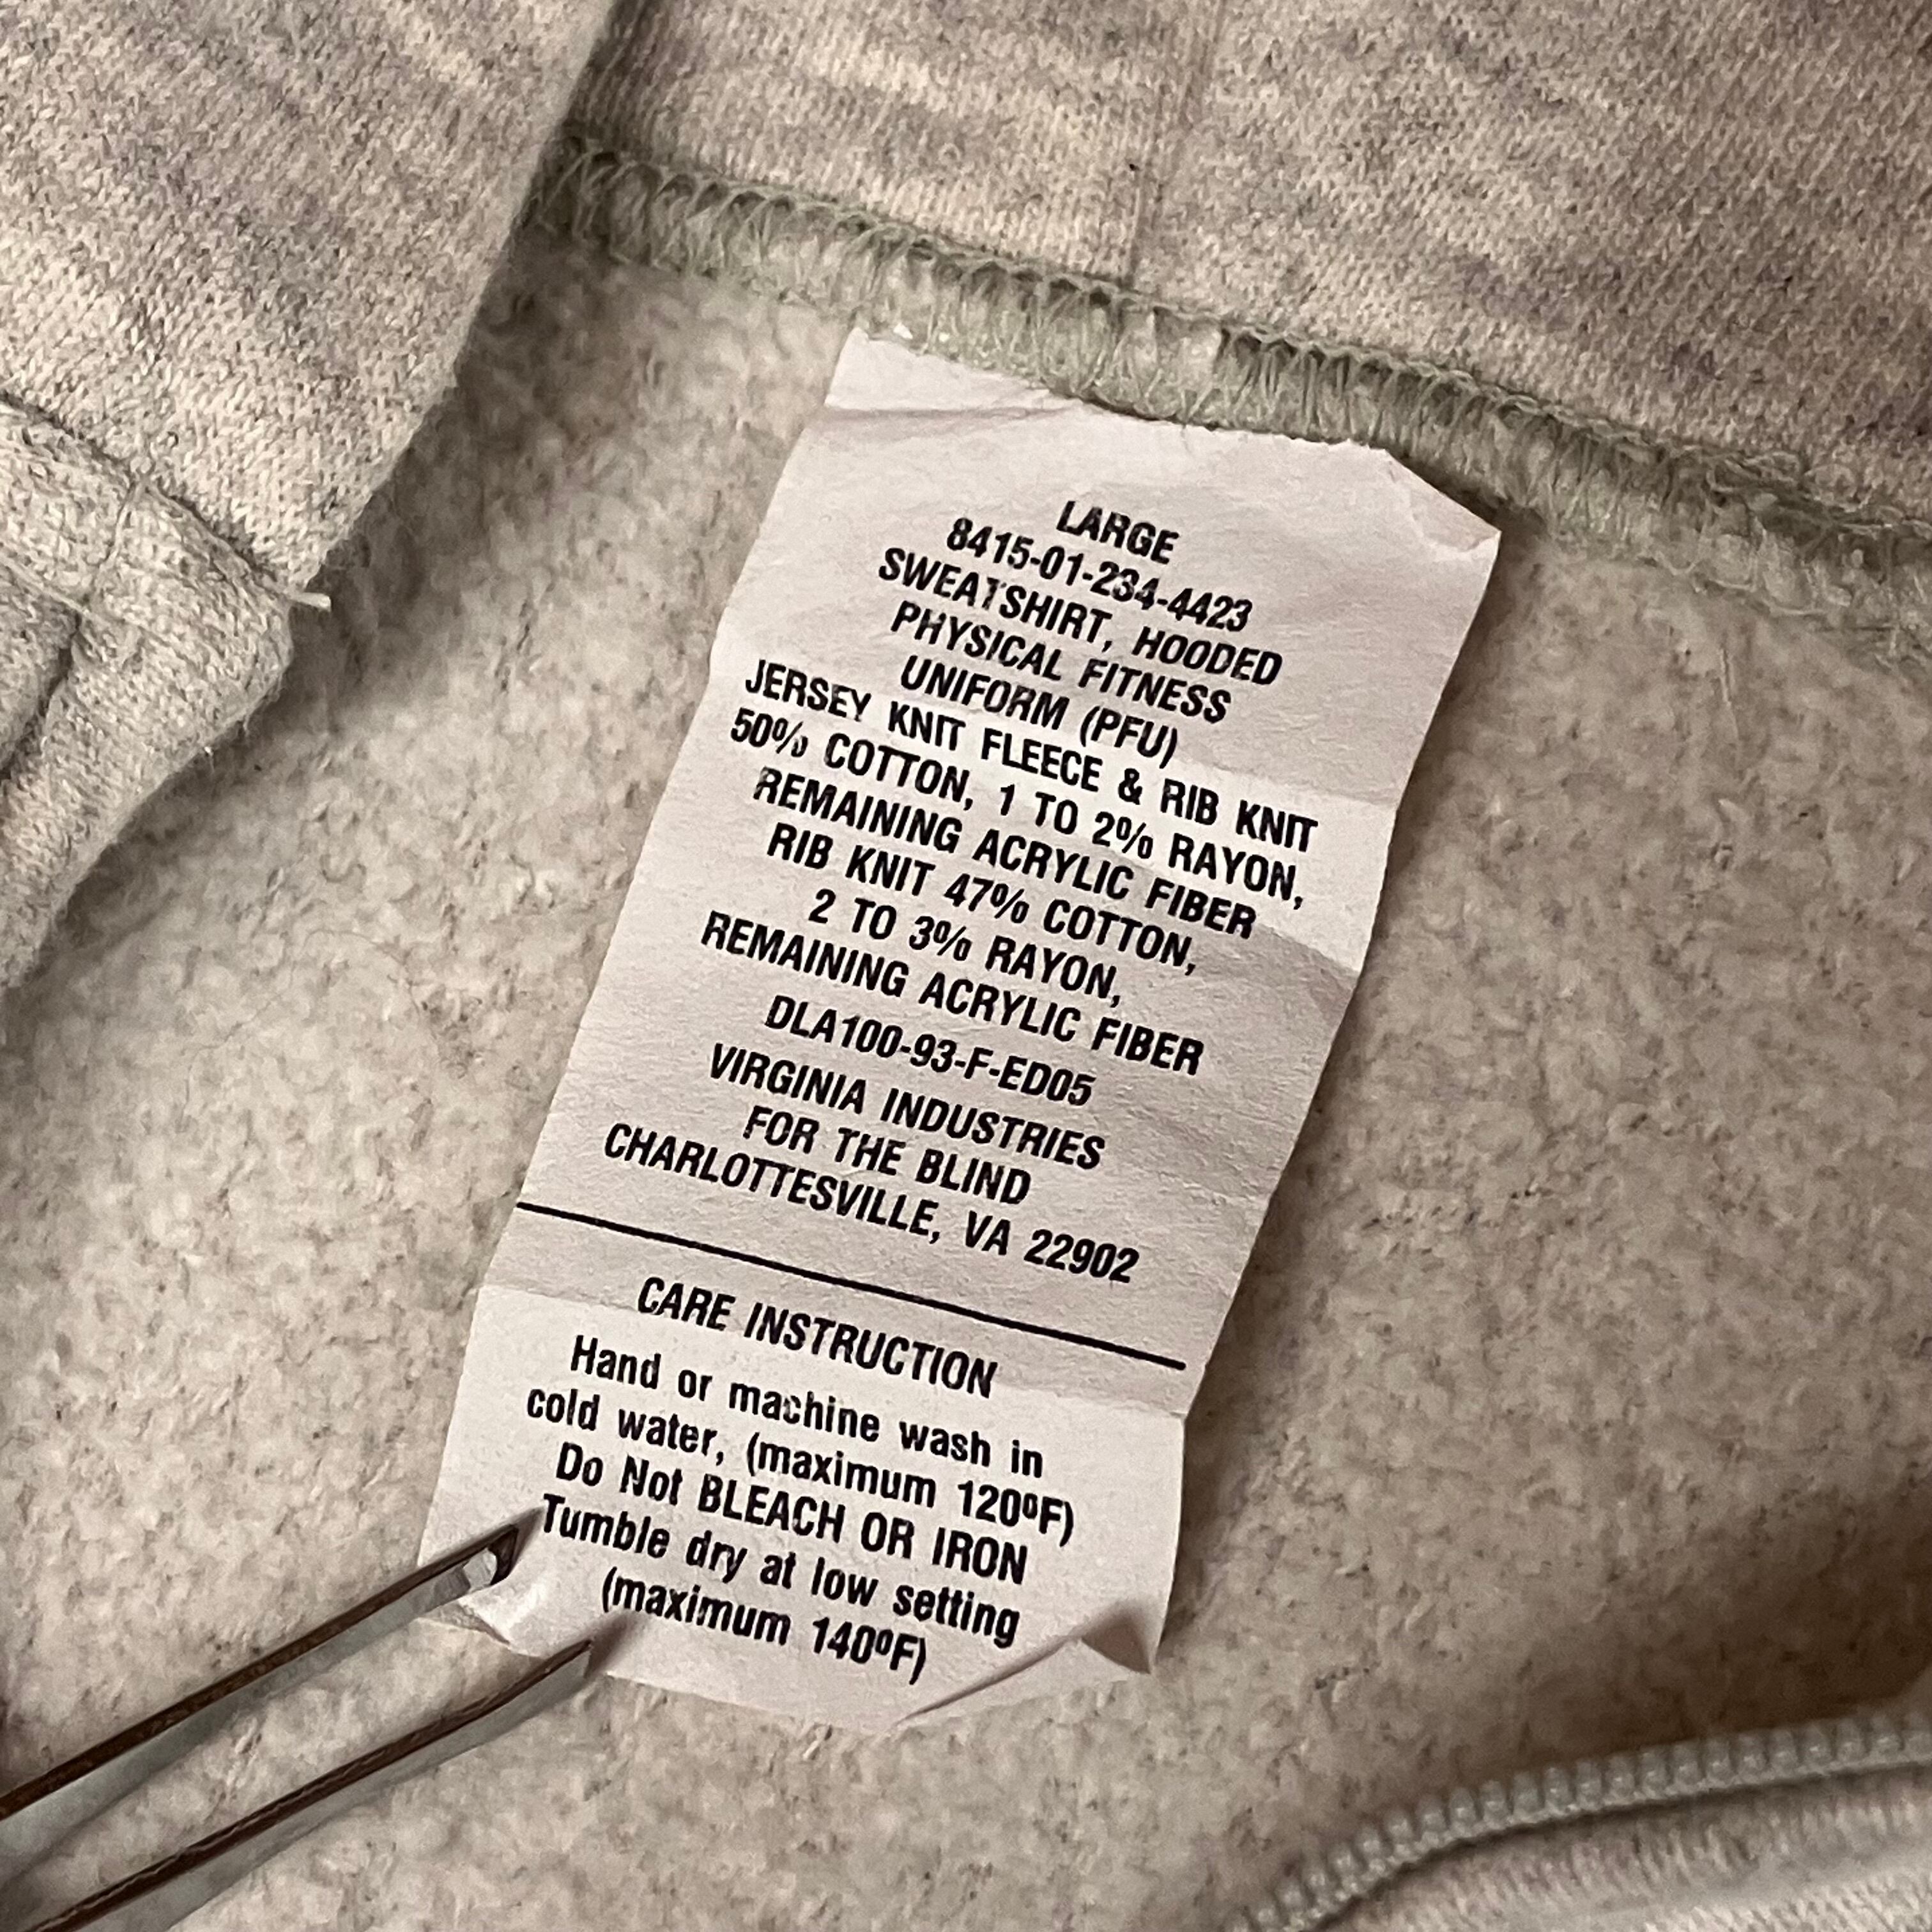 LARGE
8415-01-234-4423
SWEATSHIRT, HOODED
PHYSICAL FITNESS
UNIFORM (PFU)
JERSEY KNIT FLEECE & RIB KNIT
50% COTTON, 1 TO 2% RAYON,
REMAINING ACRYLIC FIBER
RIB KNIT 47% COTTON,
2 TO 3% RAYON,
REMAINING ACRYLIC FIBER
DLA100-93-F-ED05
VIRGINIA INDUSTRIES
FOR THE BLIND
CHARLOTTESVILLE, VA 22902
CARE INSTRUCTION
Hand or machine wash in
cold water, (maximum 120ºF)
Do Not BLEACH OR IRON
Tumble dry at low setting
(maximum 140ºF)